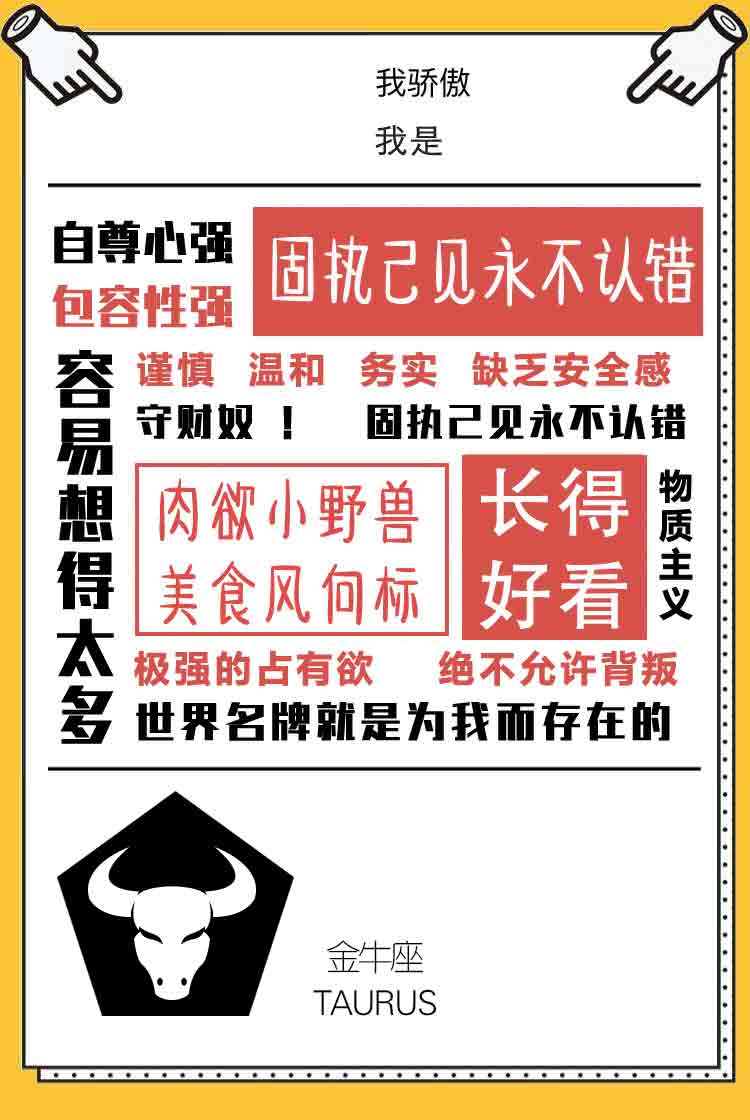 我骄傲
我是
自尊心强
包容性强
固执己见永不认错
容易想得太多
谨慎 温和 务实 缺乏安全感
守财奴 ! 固执己见永不认错
肉欲小野兽
美食风向标
长得
好看
物质主义
极强的占有欲 绝不允许背叛
世界名牌就是为我而存在的
金牛座
TAURUS